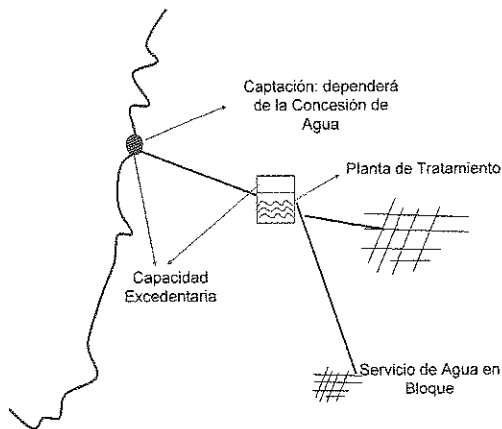 Captación: dependerá
de la Concesión de
Agua
Planta de Tratamiento
Capacidad
Excedentaria
Servicio de Agua en
Bloque